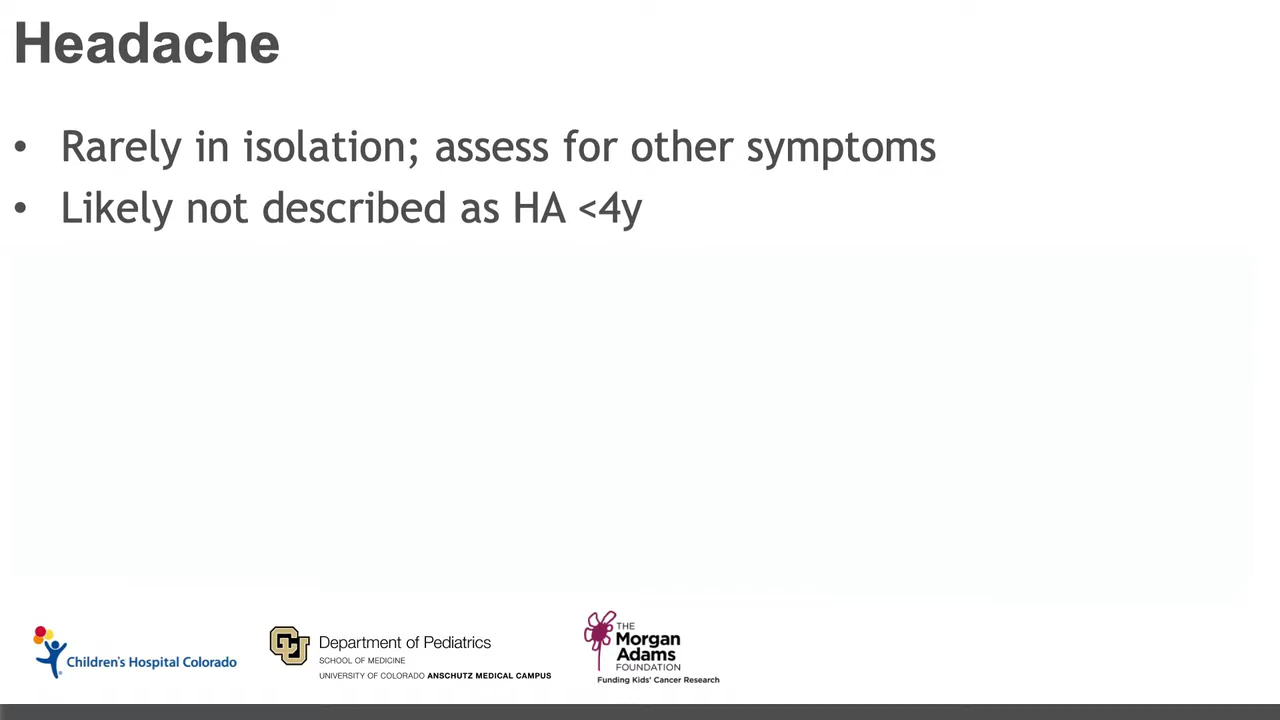 Headache
• Rarely in isolation; assess for other symptoms
• Likely not described as HA <4y
Children's Hospital Colorado
Department of Pediatrics
SCHOOL OF MEDICINE
UNIVERSITY OF COLORADO ANSCHUTZ MEDICAL CAMPUS
THE
Morgan
Adams
FOUNDATION
Funding Kids' Cancer Research